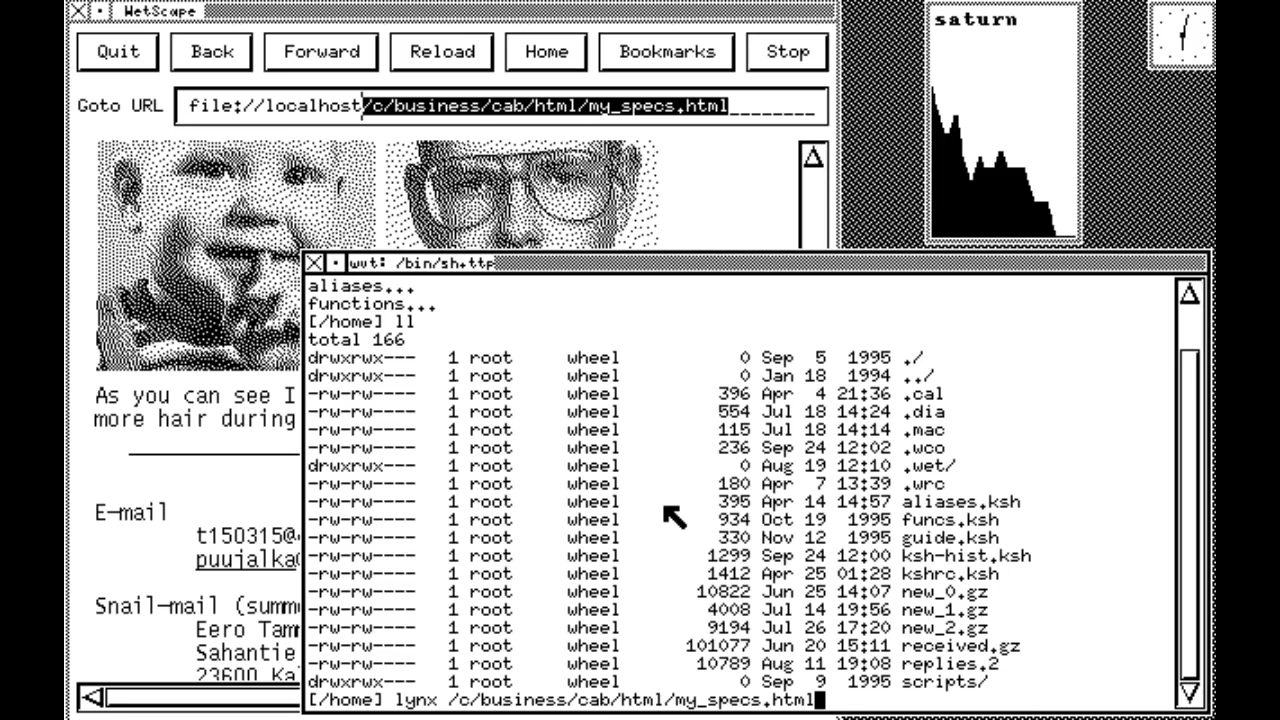 WetScape
saturn
Quit Back Forward Reload Home Bookmarks Stop
Goto URL file://localhost/c/business/cab/html/my_specs.html________
As you can see I
more hair during
E-mail
t150315@
puujalka
Snail-mail (summ
Eero Tam
Sahantie
23600 Ka
wvt: /bin/sh.ttp
aliases...
functions...
[/home] ll
total 166
drwxrwx--- 1 root wheel 0 Sep 5 1995 ./
drwxrwx--- 1 root wheel 0 Jan 18 1994 ../
-rw-rw---- 1 root wheel 396 Apr 4 21:36 .cal
-rw-rw---- 1 root wheel 554 Jul 18 14:24 .dia
-rw-rw---- 1 root wheel 115 Jul 18 14:14 .mac
-rw-rw---- 1 root wheel 236 Sep 24 12:02 .wco
drwxrwx--- 1 root wheel 0 Aug 19 12:10 .wet/
-rw-rw---- 1 root wheel 180 Apr 7 13:39 .wrc
-rw-rw---- 1 root wheel 395 Apr 14 14:57 aliases.ksh
-rw-rw---- 1 root wheel 934 Oct 19 1995 funcs.ksh
-rw-rw---- 1 root wheel 330 Nov 12 1995 guide.ksh
-rw-rw---- 1 root wheel 1299 Sep 24 12:00 ksh-hist.ksh
-rw-rw---- 1 root wheel 1412 Apr 25 01:28 kshrc.ksh
-rw-rw---- 1 root wheel 10822 Jun 25 14:07 new_0.gz
-rw-rw---- 1 root wheel 4008 Jul 14 19:56 new_1.gz
-rw-rw---- 1 root wheel 9194 Jul 26 17:20 new_2.gz
-rw-rw---- 1 root wheel 101077 Jun 20 15:11 received.gz
-rw-rw---- 1 root wheel 10789 Aug 11 19:08 replies.2
drwxrwx--- 1 root wheel 0 Sep 9 1995 scripts/
[/home] lynx /c/business/cab/html/my_specs.html